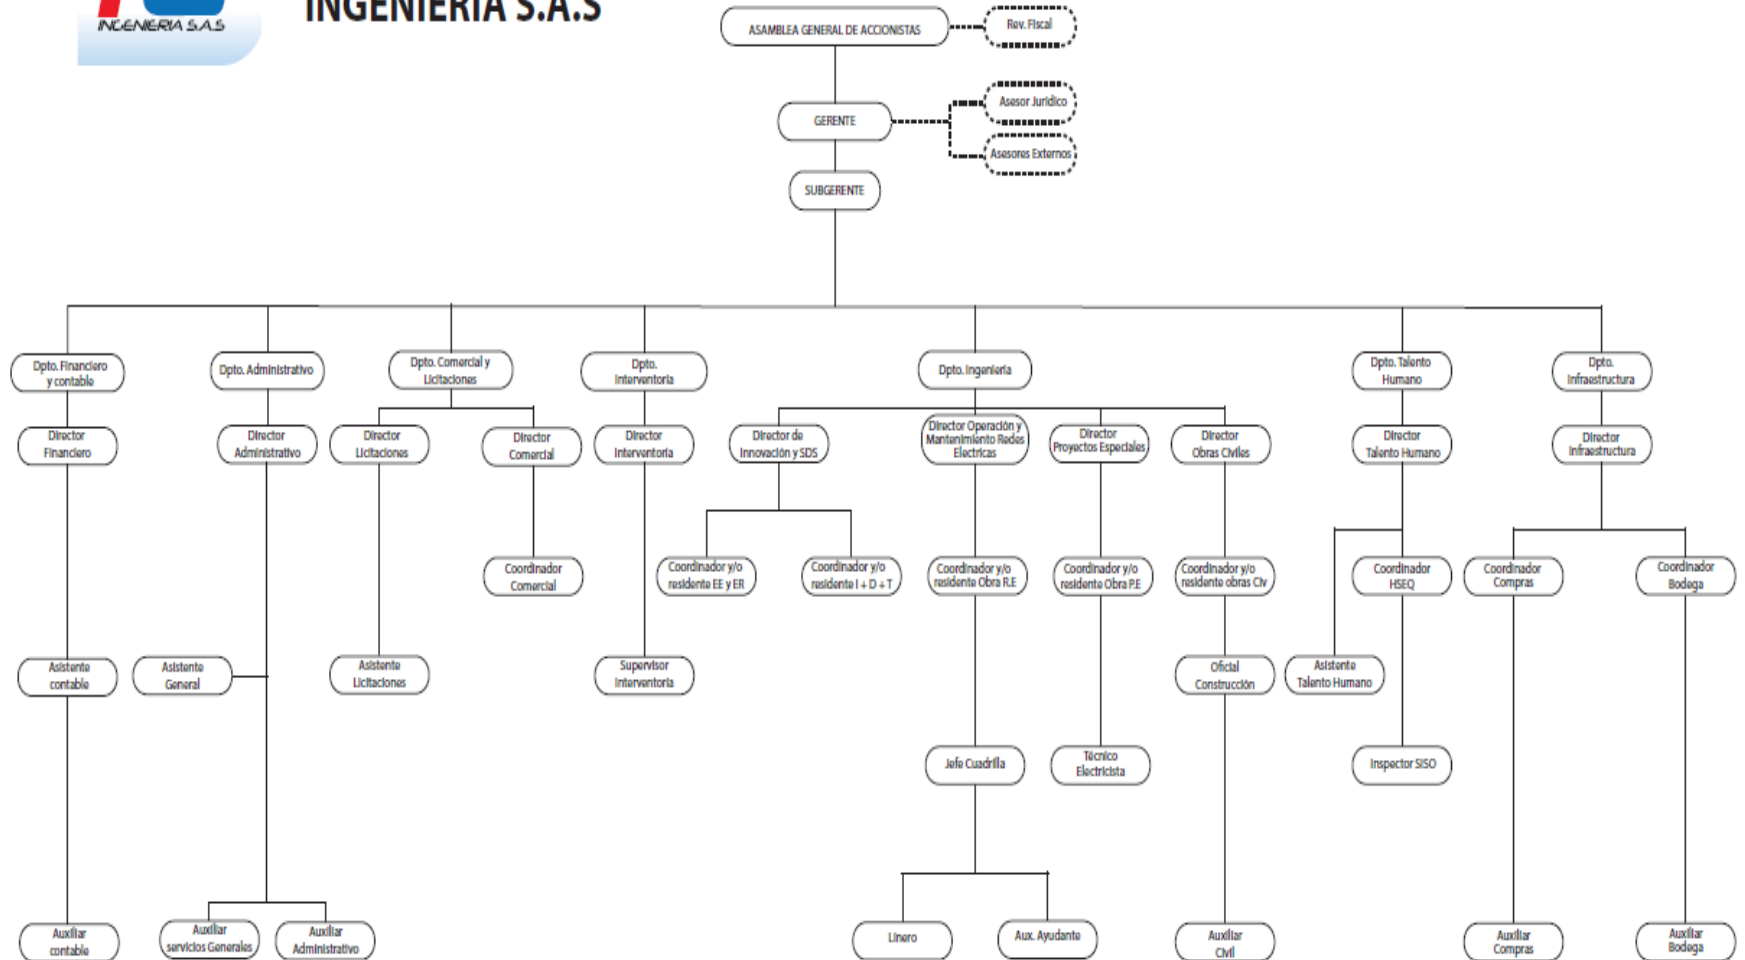 INGENIERIA S.A.S
INGENIERIA S.A.S
ASAMBLEA GENERAL DE ACCIONISTAS
Rev. Fiscal
Asesor Jurídico
GERENTE
Asesores Externos
SUBGERENTE
Dpto. Financiero
y contable
Dpto. Administrativo
Dpto. Comercial y
Licitaciones
Dpto.
Interventoria
Dpto. Ingeniería
Dpto. Talento
Humano
Dpto.
Infraestructura
Director
Financiero
Director
Administrativo
Director
Licitaciones
Director
Comercial
Director
Interventoria
Director de
Innovación y SDS
Director Operación y
Mantenimiento Redes
Electricas
Director
Proyectos Especiales
Director
Obras Civiles
Director
Talento Humano
Director
Infraestructura
Coordinador
Comercial
Coordinador y/o
residente EE y ER
Coordinador y/o
residente I + D + T
Coordinador y/o
residente Obra R.E
Coordinador y/o
residente Obra P.E
Coordinador y/o
residente obras Civ
Coordinador
HSEQ
Coordinador
Compras
Coordinador
Bodega
Asistente
contable
Asistente
General
Asistente
Licitaciones
Supervisor
Interventoria
Oficial
Construcción
Asistente
Talento Humano
Jefe Cuadrilla
Técnico
Electricista
Inspector SISO
Auxiliar
contable
Auxiliar
servicios Generales
Auxiliar
Administrativo
Linero
Aux. Ayudante
Auxiliar
Civil
Auxiliar
Compras
Auxiliar
Bodega